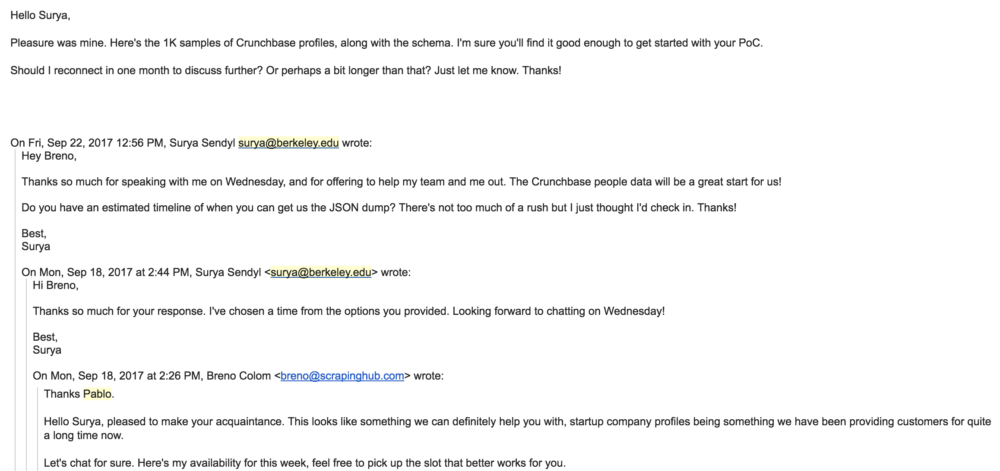 Hello Surya,
Pleasure was mine. Here's the 1K samples of Crunchbase profiles, along with the schema. I'm sure you'll find it good enough to get started with your PoC.
Should I reconnect in one month to discuss further? Or perhaps a bit longer than that? Just let me know. Thanks!
On Fri, Sep 22, 2017 12:56 PM, Surya Sendyl surya@berkeley.edu wrote:
Hey Breno,
Thanks so much for speaking with me on Wednesday, and for offering to help my team and me out. The Crunchbase people data will be a great start for us!
Do you have an estimated timeline of when you can get us the JSON dump? There's not too much of a rush but I just thought I'd check in. Thanks!
Best,
Surya
On Mon, Sep 18, 2017 at 2:44 PM, Surya Sendyl <surya@berkeley.edu> wrote:
Hi Breno,
Thanks so much for your response. I've chosen a time from the options you provided. Looking forward to chatting on Wednesday!
Best,
Surya
On Mon, Sep 18, 2017 at 2:26 PM, Breno Colom <breno@scrapinghub.com> wrote:
Thanks Pablo.
Hello Surya, pleased to make your acquaintance. This looks like something we can definitely help you with, startup company profiles being something we have been providing customers for quite
a long time now.
Let's chat for sure. Here's my availability for this week, feel free to pick up the slot that better works for you.